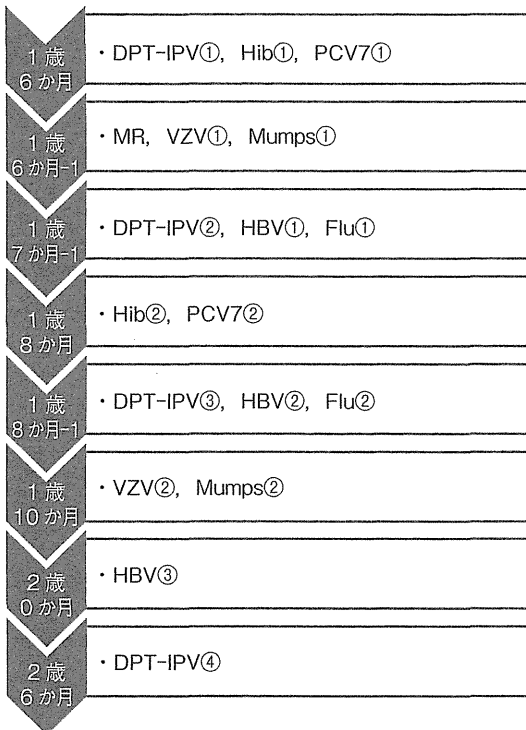 1歳
6か月
・DPT-IPV①, Hib①, PCV7①
1歳
6か月-1
・MR, VZV①, Mumps①
1歳
7か月-1
・DPT-IPV②, HBV①, Flu①
1歳
8か月
・Hib②, PCV7②
1歳
8か月-1
・DPT-IPV③, HBV②, Flu②
1歳
10か月
・VZV②, Mumps②
2歳
0か月
・HBV③
2歳
6か月
・DPT-IPV④